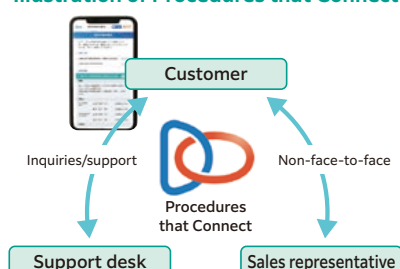 Illustration of Procedures that Connect
Customer
Inquiries/support
Non-face-to-face
Procedures
that Connect
Support desk
Sales representative